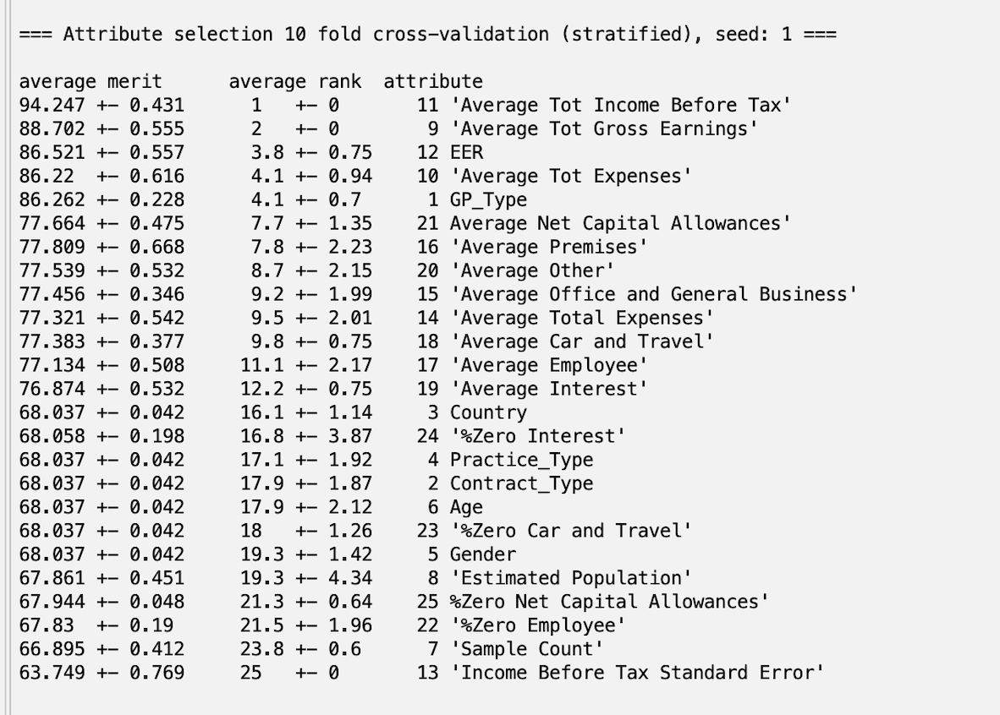 === Attribute selection 10 fold cross-validation (stratified), seed: 1 ===
average merit      average rank  attribute
94.247 +- 0.431      1   +- 0       11 'Average Tot Income Before Tax'
88.702 +- 0.555      2   +- 0        9 'Average Tot Gross Earnings'
86.521 +- 0.557      3.8 +- 0.75    12 EER
86.22  +- 0.616      4.1 +- 0.94    10 'Average Tot Expenses'
86.262 +- 0.228      4.1 +- 0.7      1 GP_Type
77.664 +- 0.475      7.7 +- 1.35    21 Average Net Capital Allowances'
77.809 +- 0.668      7.8 +- 2.23    16 'Average Premises'
77.539 +- 0.532      8.7 +- 2.15    20 'Average Other'
77.456 +- 0.346      9.2 +- 1.99    15 'Average Office and General Business'
77.321 +- 0.542      9.5 +- 2.01    14 'Average Total Expenses'
77.383 +- 0.377      9.8 +- 0.75    18 'Average Car and Travel'
77.134 +- 0.508     11.1 +- 2.17    17 'Average Employee'
76.874 +- 0.532     12.2 +- 0.75    19 'Average Interest'
68.037 +- 0.042     16.1 +- 1.14     3 Country
68.058 +- 0.198     16.8 +- 3.87    24 '%Zero Interest'
68.037 +- 0.042     17.1 +- 1.92     4 Practice_Type
68.037 +- 0.042     17.9 +- 1.87     2 Contract_Type
68.037 +- 0.042     17.9 +- 2.12     6 Age
68.037 +- 0.042     18   +- 1.26    23 '%Zero Car and Travel'
68.037 +- 0.042     19.3 +- 1.42     5 Gender
67.861 +- 0.451     19.3 +- 4.34     8 'Estimated Population'
67.944 +- 0.048     21.3 +- 0.64    25 %Zero Net Capital Allowances'
67.83  +- 0.19      21.5 +- 1.96    22 '%Zero Employee'
66.895 +- 0.412     23.8 +- 0.6      7 'Sample Count'
63.749 +- 0.769     25   +- 0       13 'Income Before Tax Standard Error'